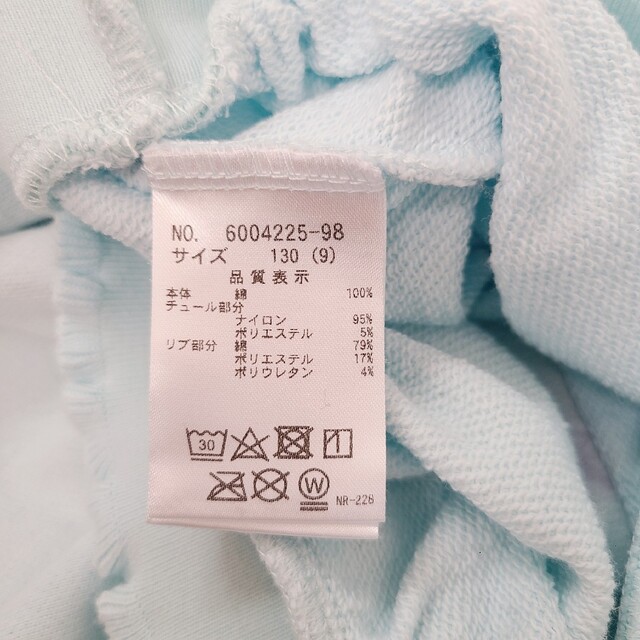 NO. 6004225-98
サイズ 130 (9)
品質表示
本体 綿 100%
チュール部分
ナイロン 95%
ポリエステル 5%
リブ部分 綿 79%
ポリエステル 17%
ポリウレタン 4%
30
W
NR-228